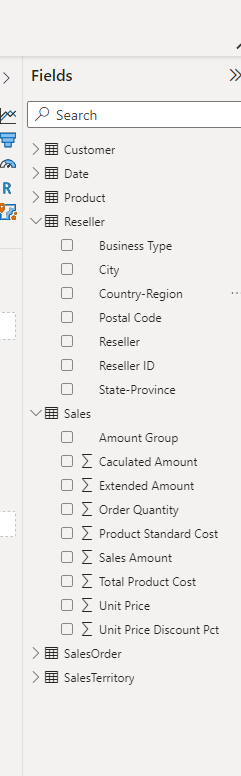 Fields
Search
Customer
Date
Product
Reseller
Business Type
City
Country-Region
Postal Code
Reseller
Reseller ID
State-Province
Sales
Amount Group
Σ Caculated Amount
Σ Extended Amount
Σ Order Quantity
Σ Product Standard Cost
Σ Sales Amount
Σ Total Product Cost
Σ Unit Price
Σ Unit Price Discount Pct
SalesOrder
SalesTerritory
R